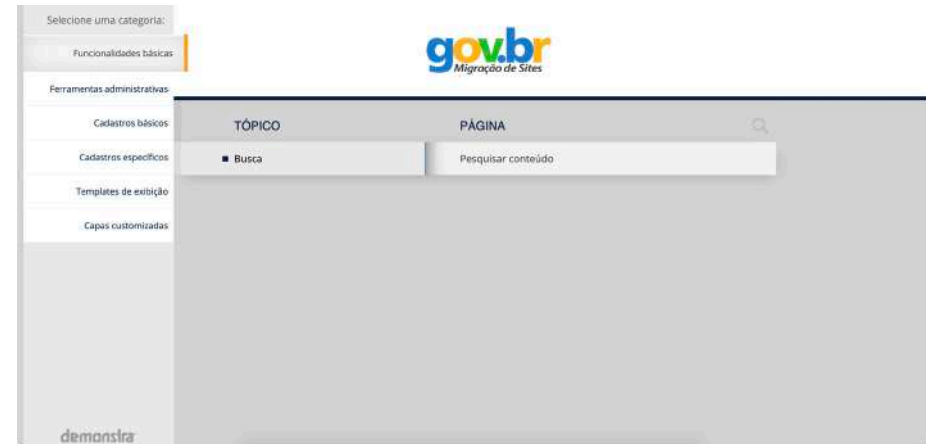 Selecione uma categoria:
Funcionalidades básicas
Ferramentas administrativas
Cadastros básicos
Cadastros específicos
Templates de exibição
Capas customizadas
demonstra
gov.br
Migração de Sites
TÓPICO
PÁGINA
Busca
Pesquisar conteúdo